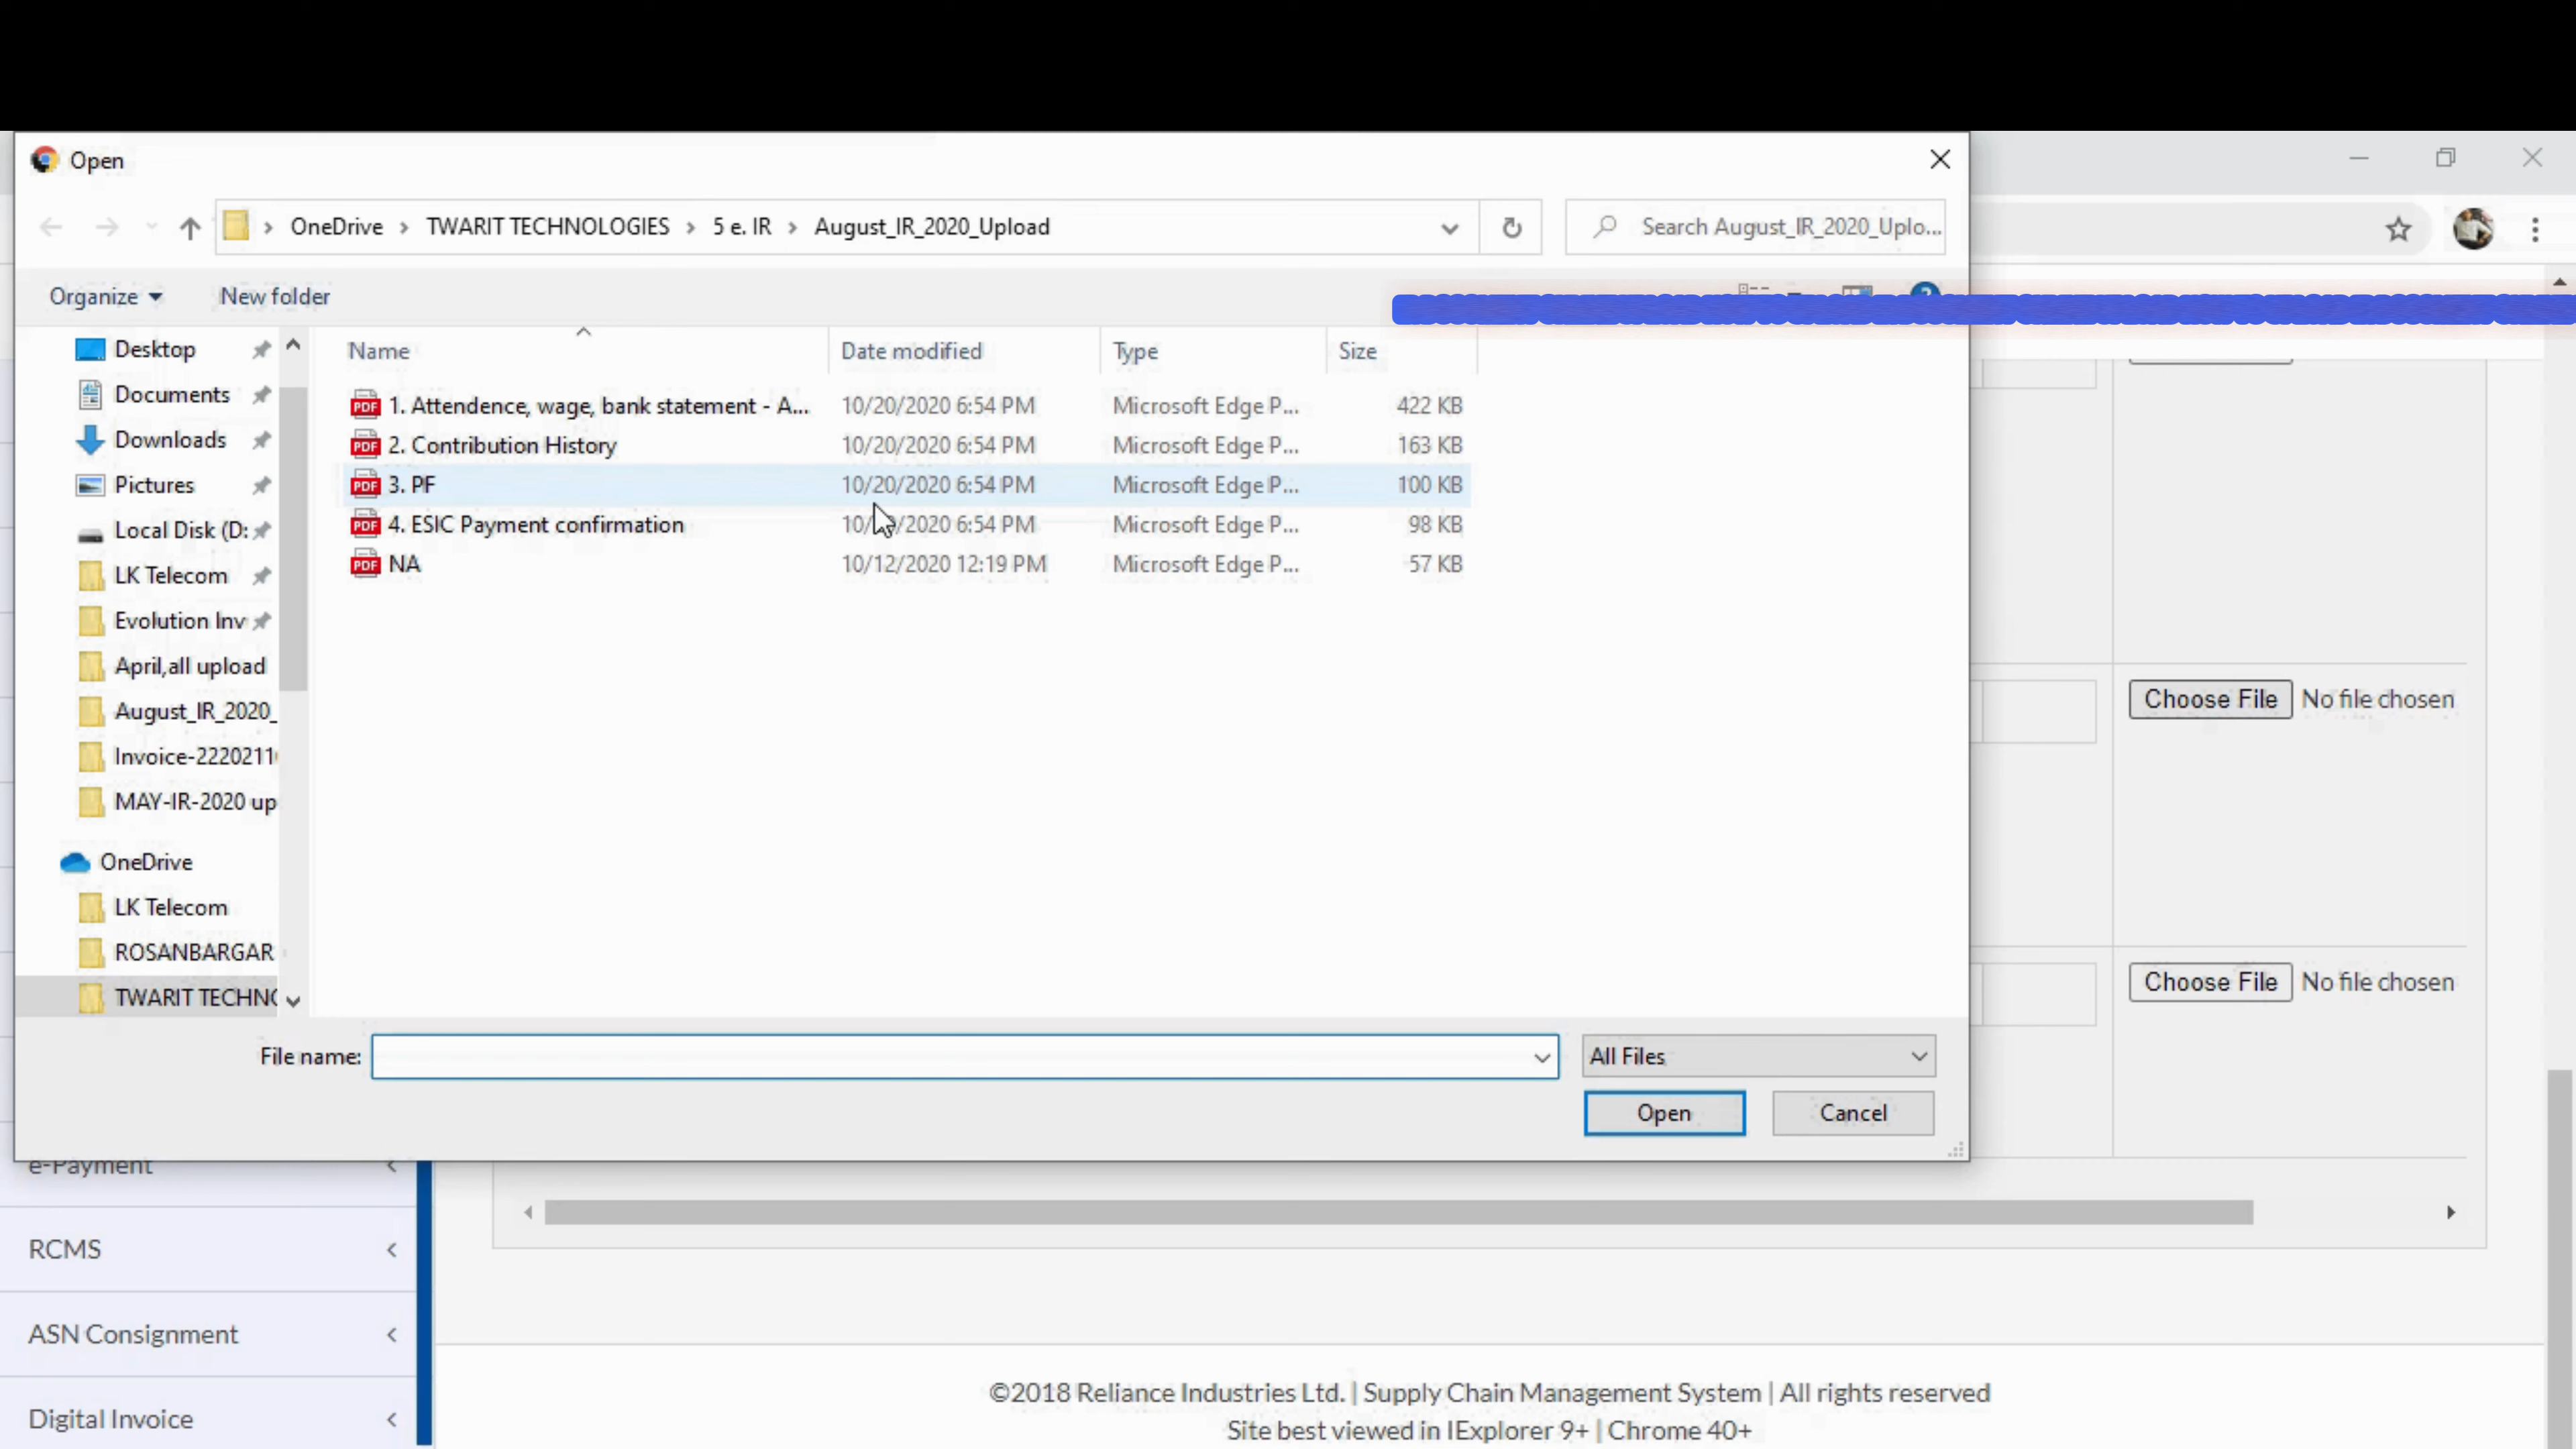 Open
OneDrive > TWARIT TECHNOLOGIES > 5 e. IR > August_IR_2020_Upload
Search August_IR_2020_Uplo...
Organize
New folder
Name
Date modified
Type
Size
1. Attendence, wage, bank statement - A... 10/20/2020 6:54 PM Microsoft Edge P... 422 KB
2. Contribution History 10/20/2020 6:54 PM Microsoft Edge P... 163 KB
3. PF 10/20/2020 6:54 PM Microsoft Edge P... 100 KB
4. ESIC Payment confirmation /2020 6:54 PM Microsoft Edge P... 98 KB
NA 10/12/2020 12:19 PM Microsoft Edge P... 57 KB
Desktop
Documents
Downloads
Pictures
Local Disk (D:
LK Telecom
Evolution Inv
April,all upload
August_IR_2020_
Invoice-2220211
MAY-IR-2020 up
OneDrive
LK Telecom
ROSANBARGAR
TWARIT TECHN
File name:
All Files
Open
Cancel
Choose File No file chosen
Choose File No file chosen
e-Payment
RCMS
ASN Consignment
Digital Invoice
©2018 Reliance Industries Ltd. | Supply Chain Management System | All rights reserved
Site best viewed in IExplorer 9+ | Chrome 40+